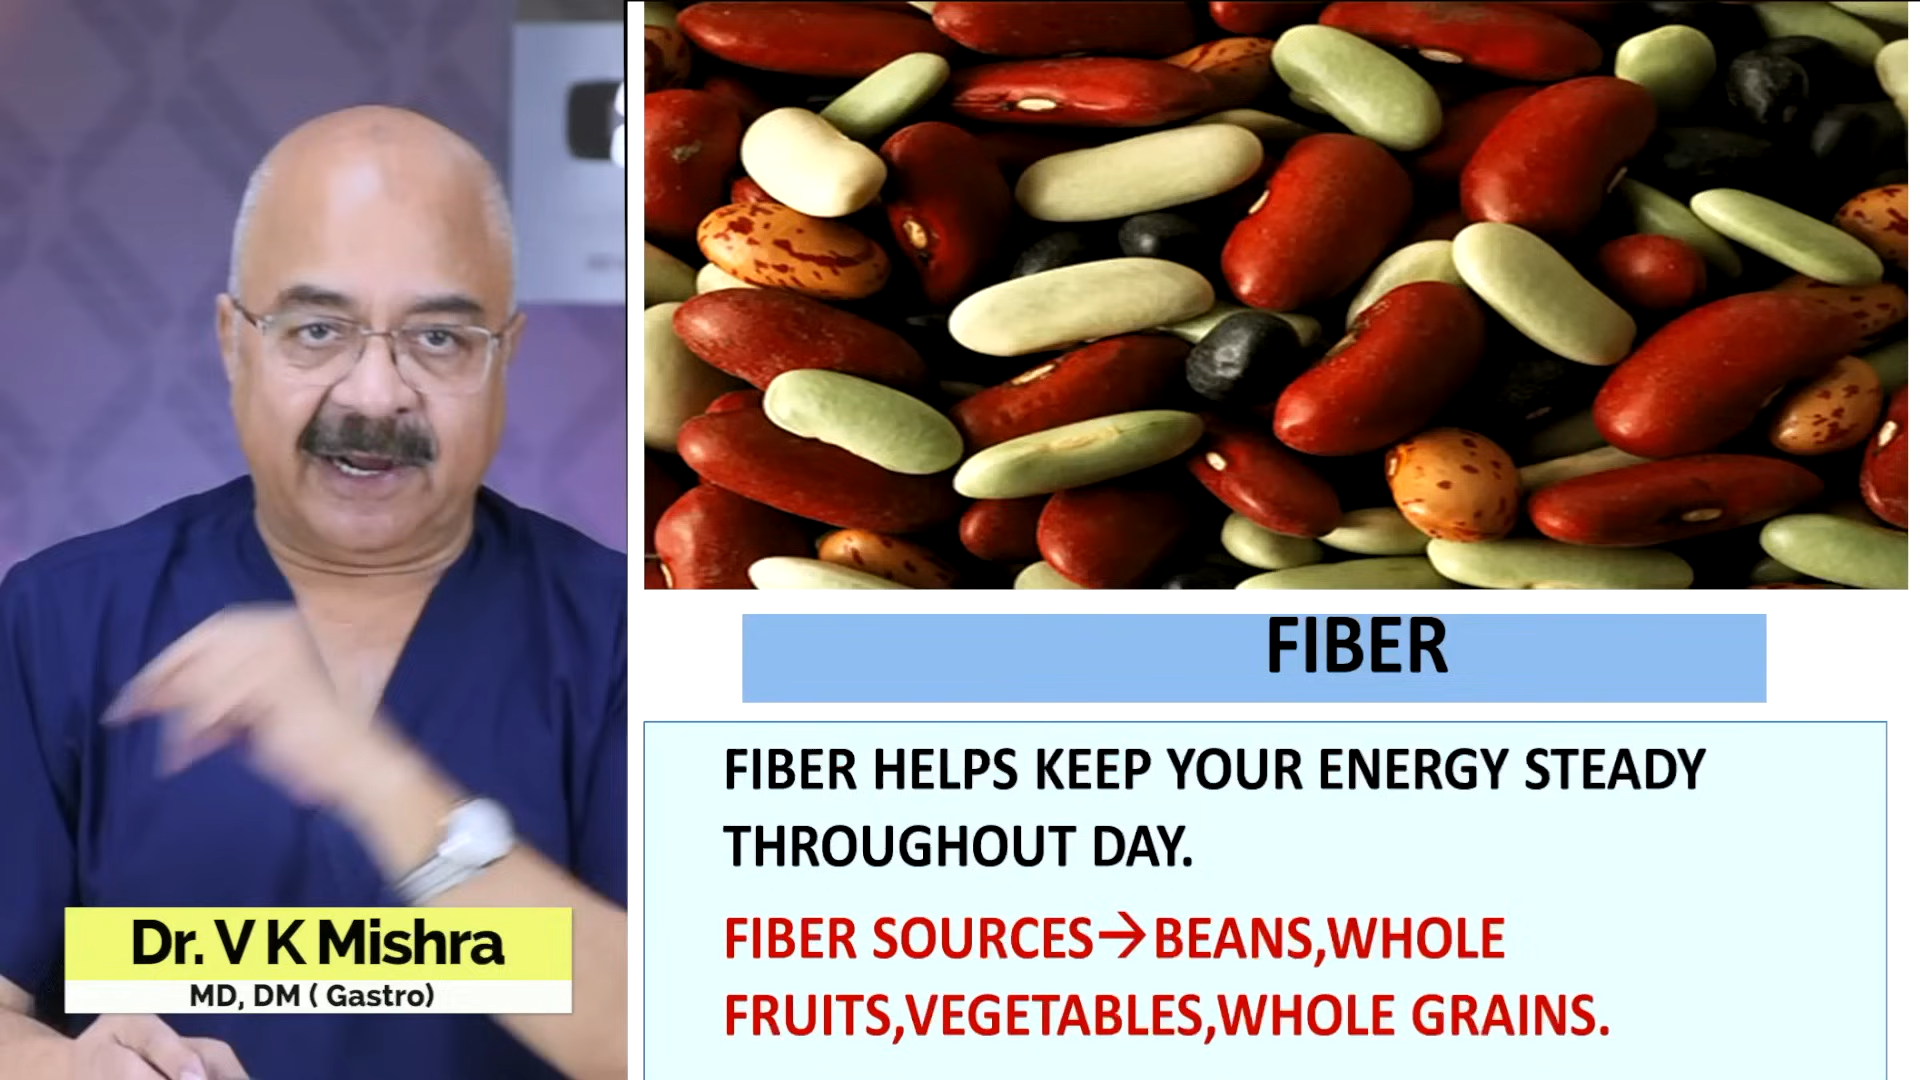 FIBER
FIBER HELPS KEEP YOUR ENERGY STEADY
THROUGHOUT DAY.
FIBER SOURCES→BEANS,WHOLE
FRUITS,VEGETABLES,WHOLE GRAINS.
Dr. V K Mishra
MD, DM ( Gastro)